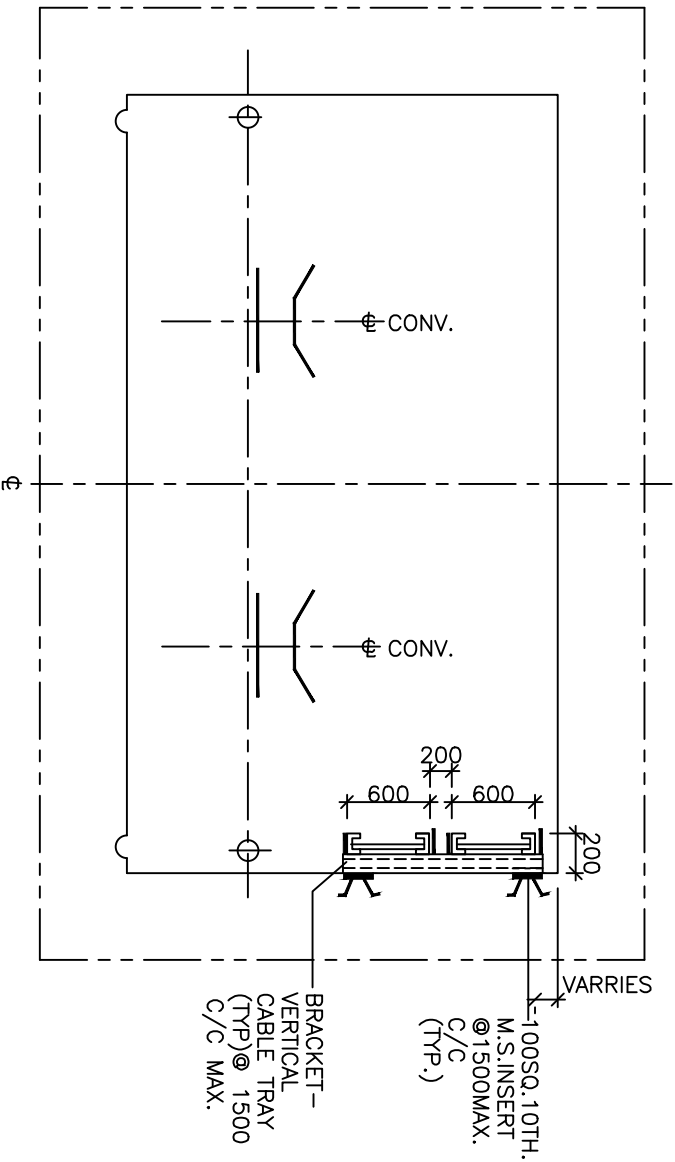 ℄ CONV.
℄
℄ CONV.
200
600
600
200
VARRIES
100SQ.10TH.
M.S.INSERT
@1500MAX.
C/C
(TYP.)
BRACKET-
VERTICAL
CABLE TRAY
(TYP)@ 1500
C/C MAX.